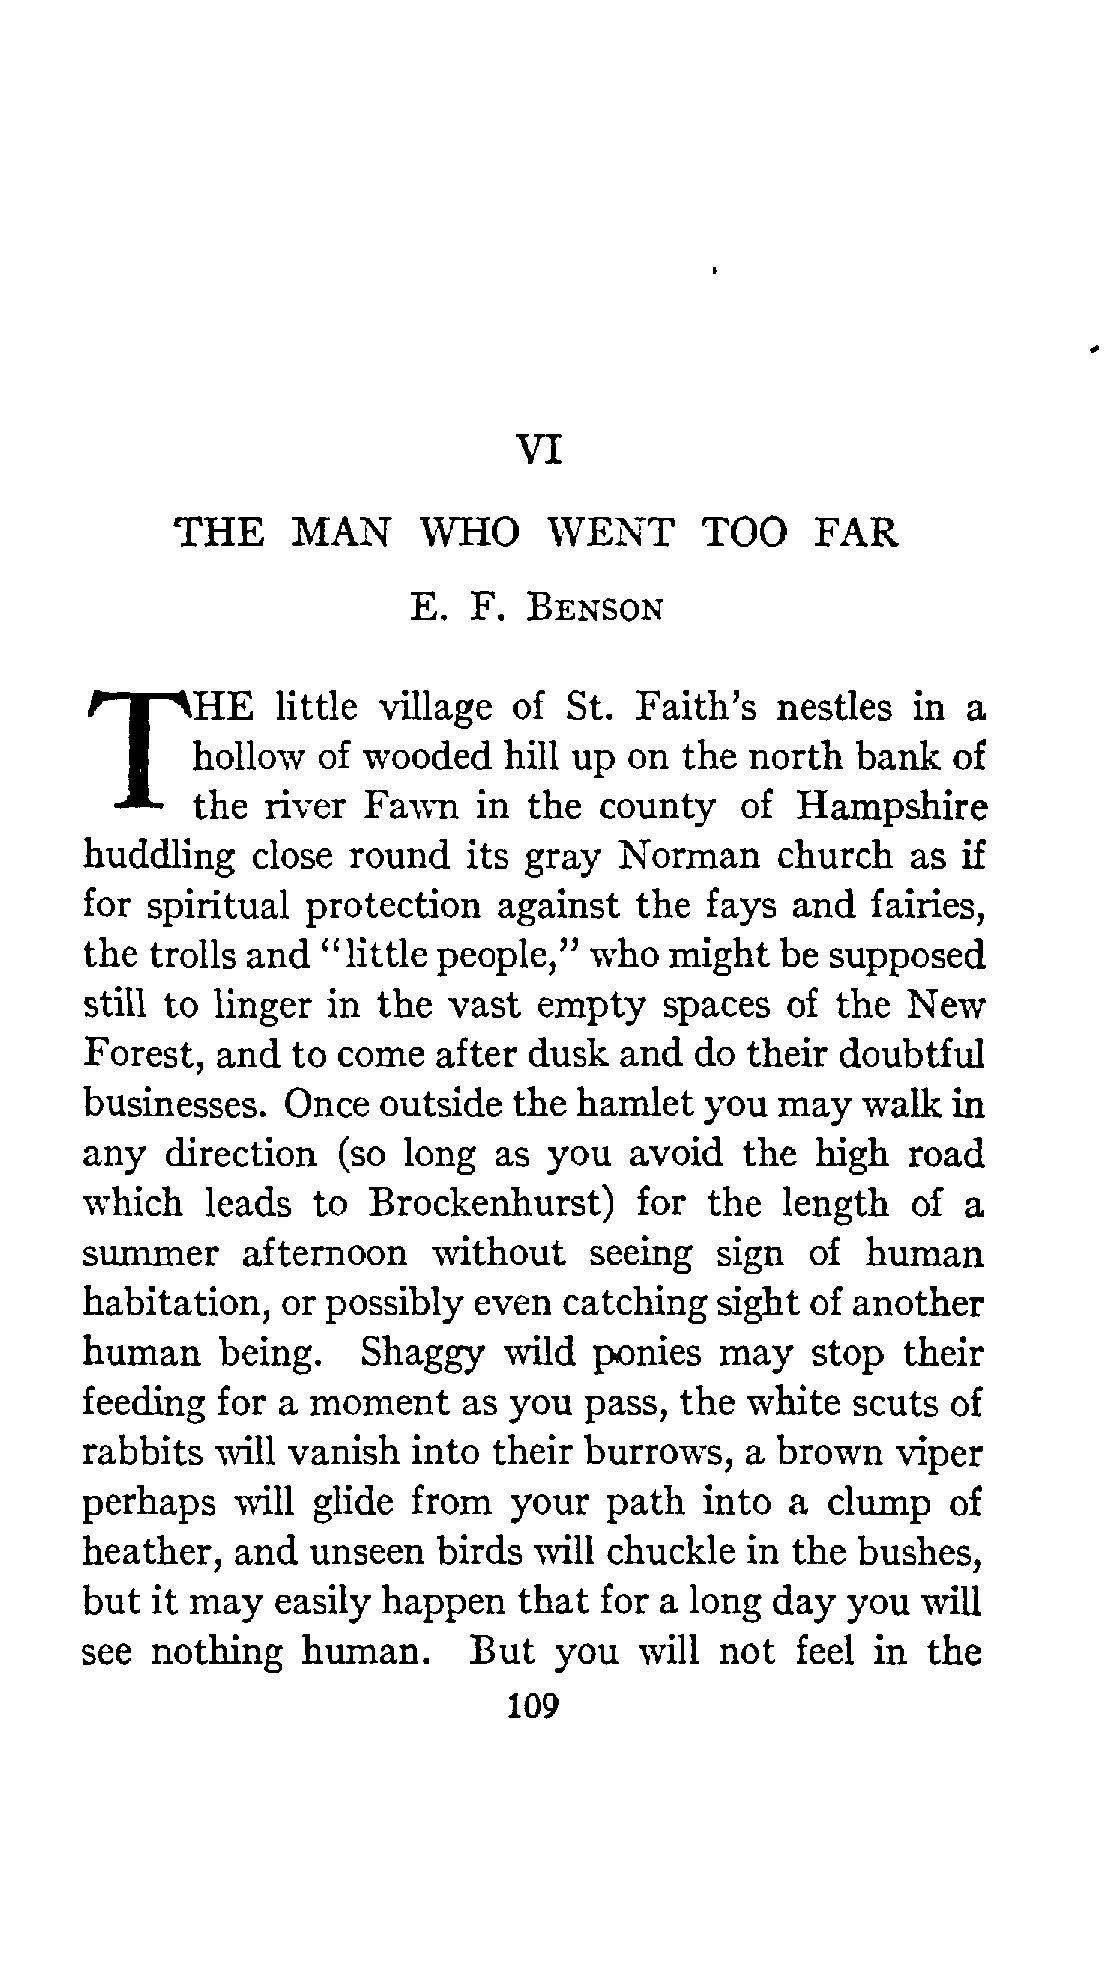 VI
THE MAN WHO WENT TOO FAR
E. F. BENSON
THE little village of St. Faith's nestles in a
hollow of wooded hill up on the north bank of
the river Fawn in the county of Hampshire
huddling close round its gray Norman church as if
for spiritual protection against the fays and fairies,
the trolls and "little people," who might be supposed
still to linger in the vast empty spaces of the New
Forest, and to come after dusk and do their doubtful
businesses. Once outside the hamlet you may walk in
any direction (so long as you avoid the high road
which leads to Brockenhurst) for the length of a
summer afternoon without seeing sign of human
habitation, or possibly even catching sight of another
human being. Shaggy wild ponies may stop their
feeding for a moment as you pass, the white scuts of
rabbits will vanish into their burrows, a brown viper
perhaps will glide from your path into a clump of
heather, and unseen birds will chuckle in the bushes,
but it may easily happen that for a long day you will
see nothing human. But you will not feel in the
109